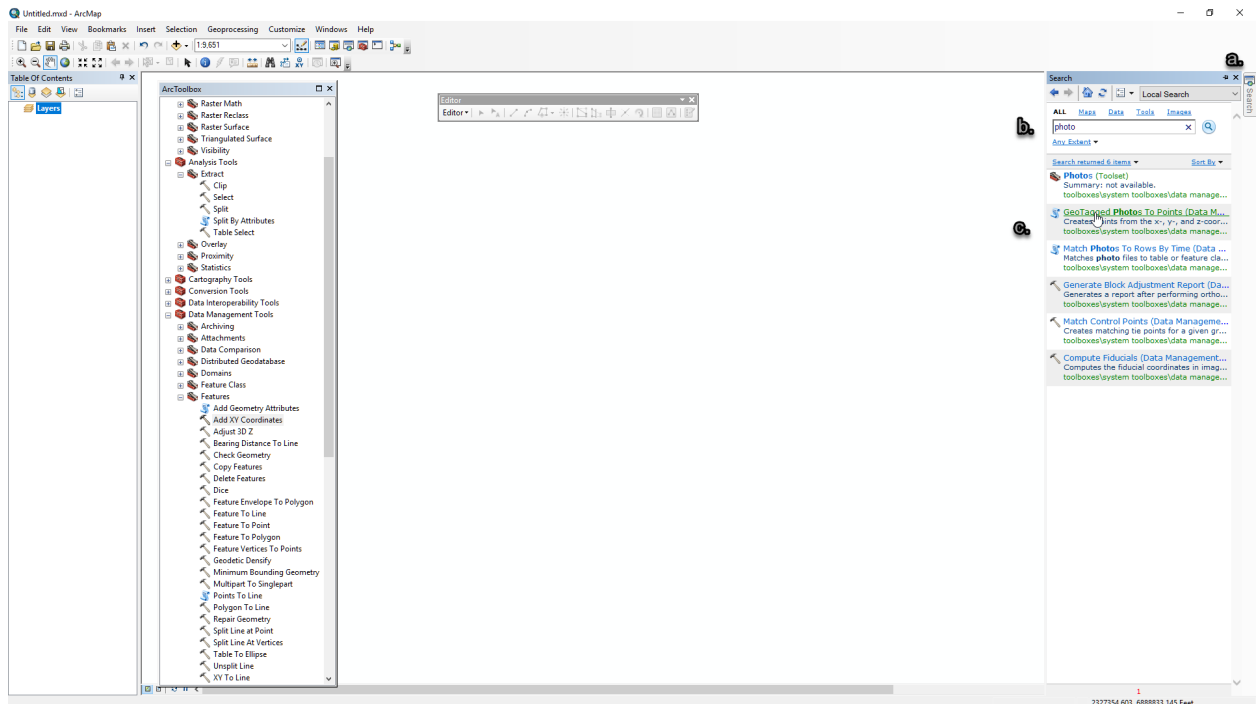 Untitled.mxd - ArcMap
File Edit View Bookmarks Insert Selection Geoprocessing Customize Windows Help
1:9,651
Table Of Contents
Layers
ArcToolbox
Raster Math
Raster Reclass
Raster Surface
Triangulated Surface
Visibility
Analysis Tools
Extract
Clip
Select
Split
Split By Attributes
Table Select
Overlay
Proximity
Statistics
Cartography Tools
Conversion Tools
Data Interoperability Tools
Data Management Tools
Archiving
Attachments
Data Comparison
Distributed Geodatabase
Domains
Feature Class
Features
Add Geometry Attributes
Add XY Coordinates
Adjust 3D Z
Bearing Distance To Line
Check Geometry
Copy Features
Delete Features
Dice
Feature Envelope To Polygon
Feature To Line
Feature To Point
Feature To Polygon
Feature Vertices To Points
Geodetic Densify
Minimum Bounding Geometry
Multipart To Singlepart
Points To Line
Polygon To Line
Repair Geometry
Split Line at Point
Split Line At Vertices
Table To Ellipse
Unsplit Line
XY To Line
Editor
Editor
a.
Search
Search
Local Search
ALL Maps Data Tools Images
b.
photo
Any Extent
Search returned 6 items Sort By
Photos (Toolset)
Summary: not available.
toolboxes\system toolboxes\data manage...
c.
GeoTagged Photos To Points (Data M...
Creates points from the x-, y-, and z-coor...
toolboxes\system toolboxes\data manage...
Match Photos To Rows By Time (Data ...
Matches photo files to table or feature cla...
toolboxes\system toolboxes\data manage...
Generate Block Adjustment Report (Da...
Generates a report after performing ortho...
toolboxes\system toolboxes\data manage...
Match Control Points (Data Manageme...
Creates matching tie points for a given gr...
toolboxes\system toolboxes\data manage...
Compute Fiducials (Data Management...
Computes the fiducial coordinates in imag...
toolboxes\system toolboxes\data manage...
1
2327354.603 6888833.145 Feet